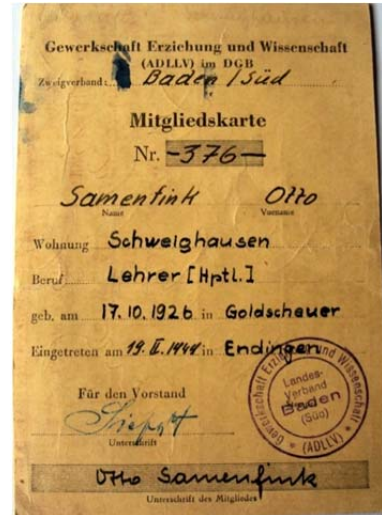 Gewerkschaft Erziehung und Wissenschaft
(ADLLV) im DGB
Zweigverband: Baden / Süd
Mitgliedskarte
Nr. -376-
Samenfink Otto
Name Vorname
Wohnung Schweighausen
Beruf: Lehrer [Hptl.]
geb. am 17.10.1926 in Goldscheuer
Eingetreten am 19. II. 1949 in Endingen
Für den Vorstand
Unterschrift
Gewerkschaft Erziehung und Wissenschaft
Landes-
Verband
Baden
(Süd)
* (ADLLV) *
Otto Samenfink
Unterschrift des Mitgliedes